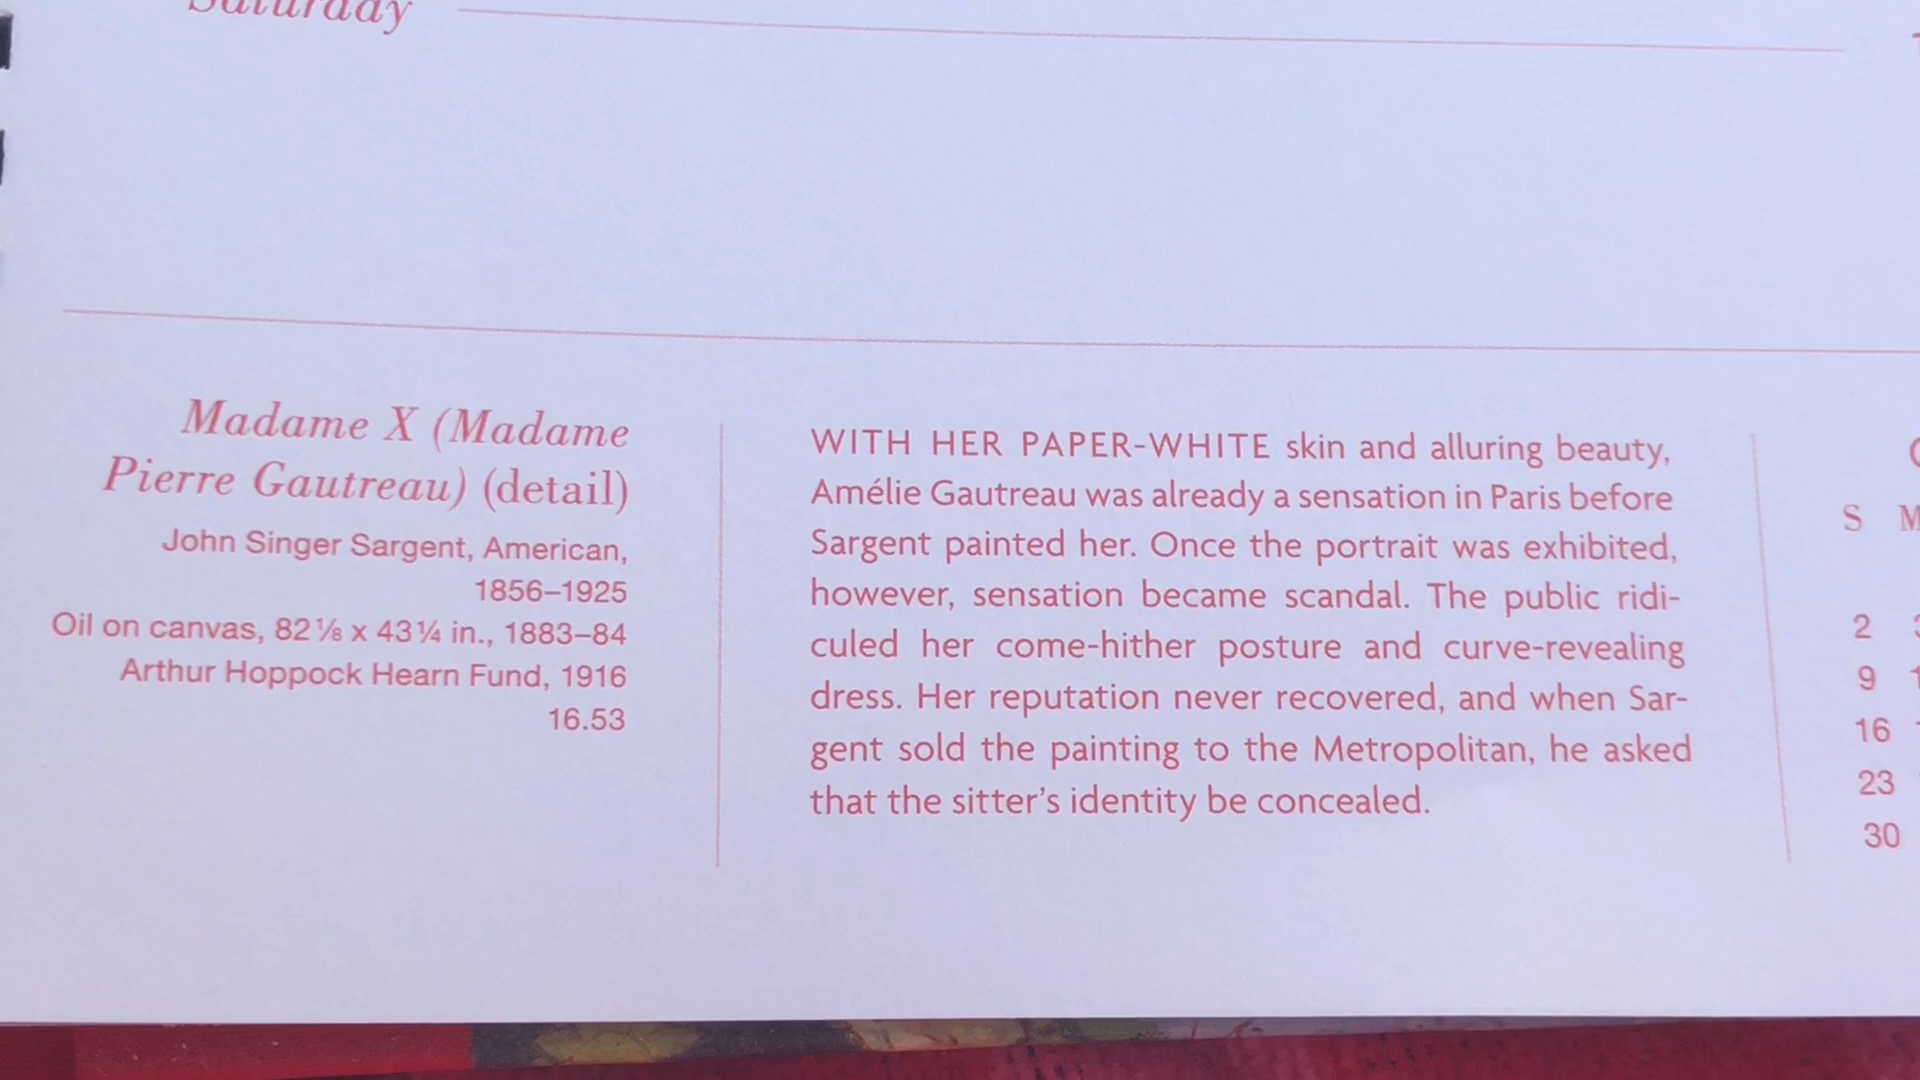 Saturday
Madame X (Madame
Pierre Gautreau) (detail)
John Singer Sargent, American,
1856–1925
Oil on canvas, 82⅛ x 43¼ in., 1883–84
Arthur Hoppock Hearn Fund, 1916
16.53
WITH HER PAPER-WHITE skin and alluring beauty,
Amélie Gautreau was already a sensation in Paris before
Sargent painted her. Once the portrait was exhibited,
however, sensation became scandal. The public ridi-
culed her come-hither posture and curve-revealing
dress. Her reputation never recovered, and when Sar-
gent sold the painting to the Metropolitan, he asked
that the sitter’s identity be concealed.
S M
2
9
16
23
30